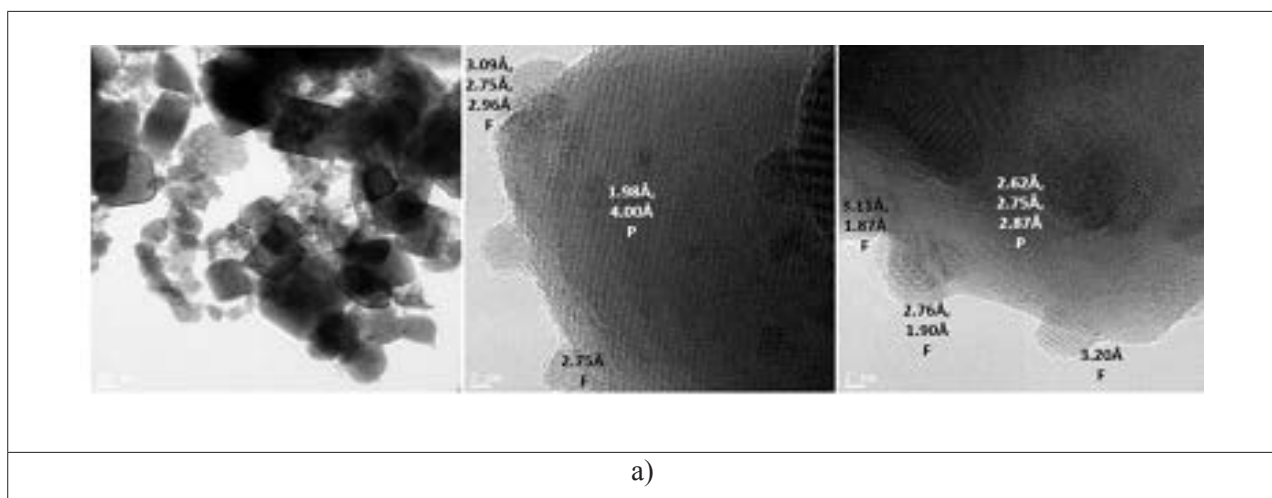 3.09Å,
2.75Å,
2.96Å
F
1.98Å,
4.00Å
P
2.75Å
F
1.87Å
F
2.76Å,
1.90Å
F
2.62Å,
2.75Å,
2.87Å
P
3.20Å
F
a)